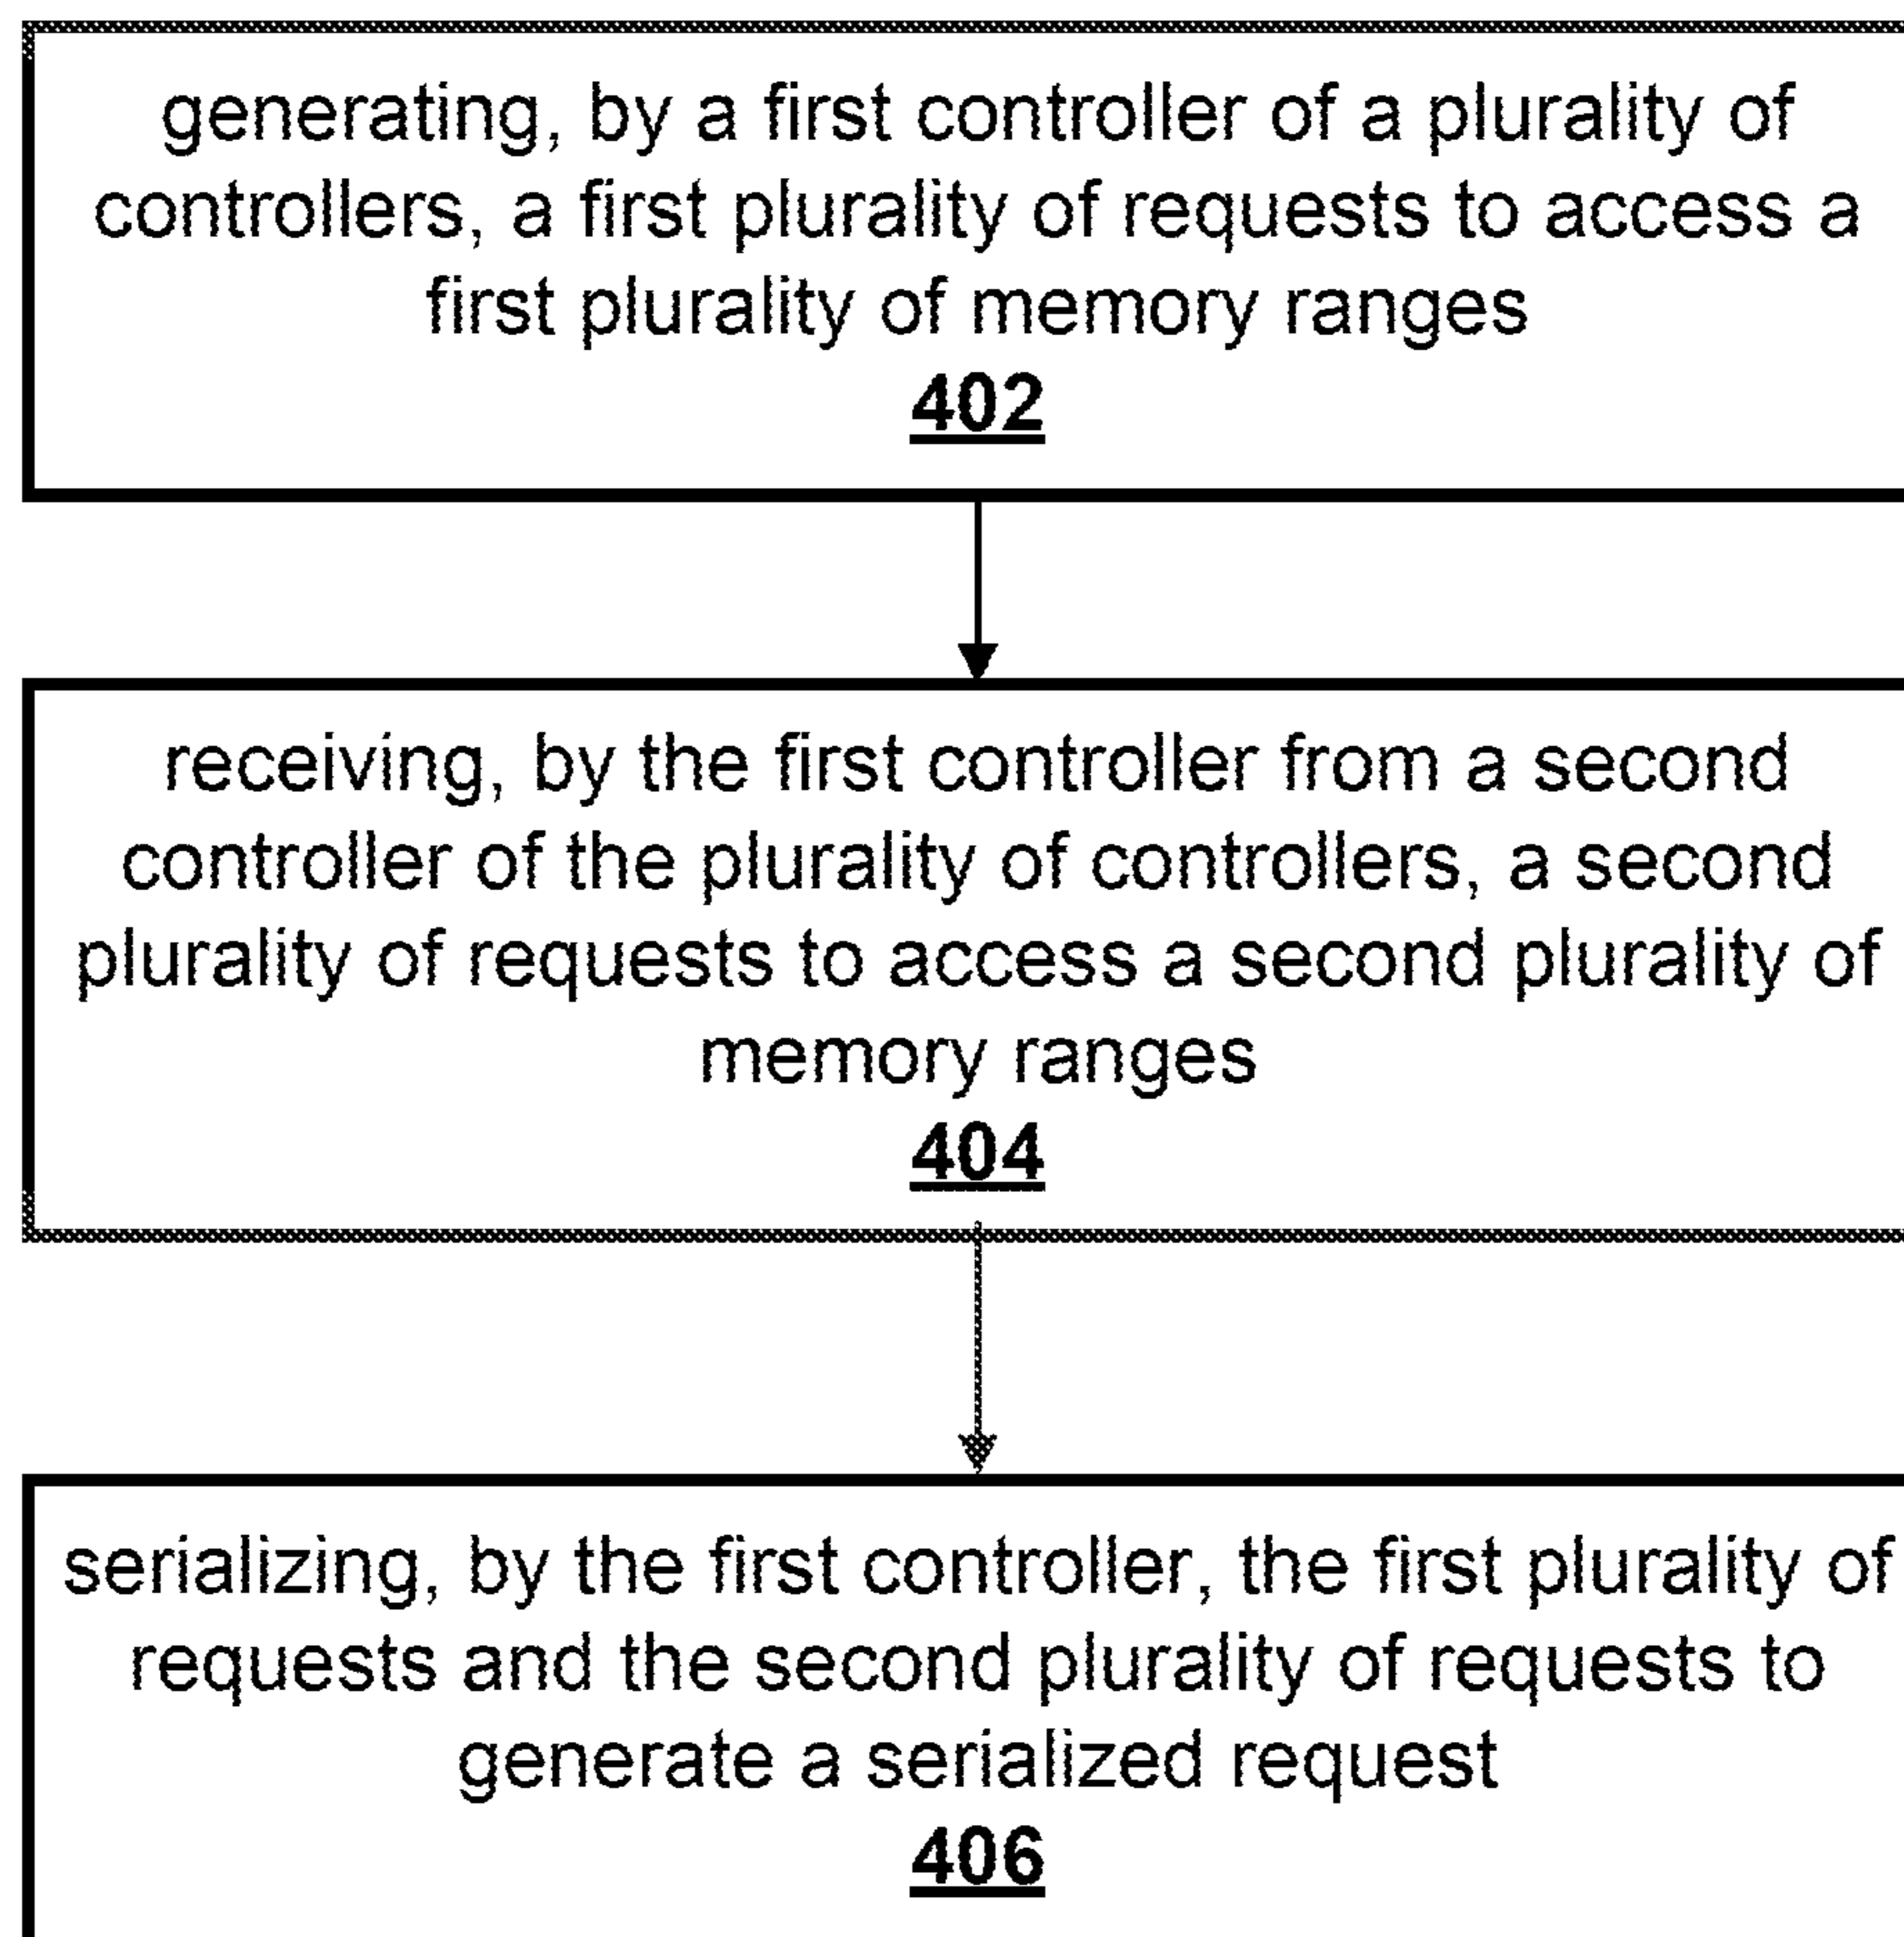 generating, by a first controller of a plurality of
controllers, a first plurality of requests to access a
first plurality of memory ranges
402
receiving, by the first controller from a second
controller of the plurality of controllers, a second
plurality of requests to access a second plurality of
memory ranges
404
serializing, by the first controller, the first plurality of
requests and the second plurality of requests to
generate a serialized request
406